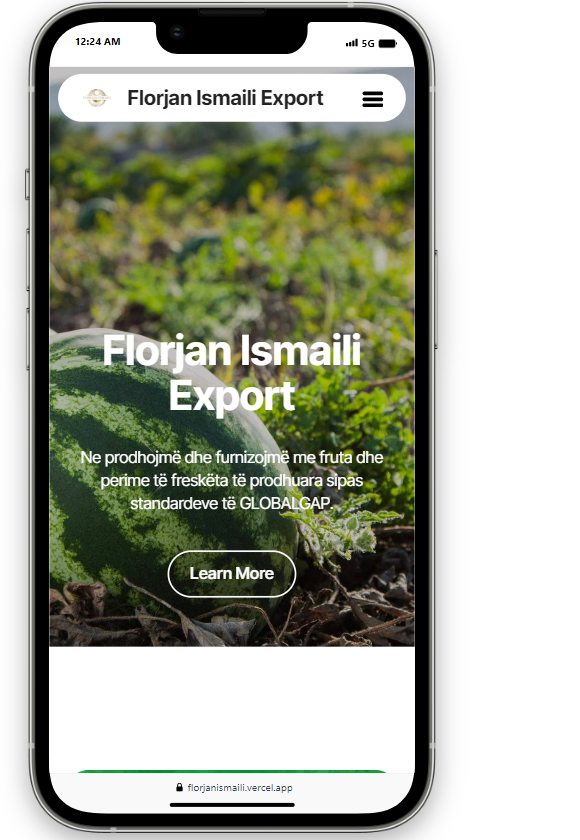 12:24 AM
5G
Florjan Ismaili Export
Florjan Ismaili
Export
Ne prodhojmë dhe furnizojmë me fruta dhe
perime të freskëta të prodhuara sipas
standardeve të GLOBALGAP.
Learn More
florjanismaili.vercel.app